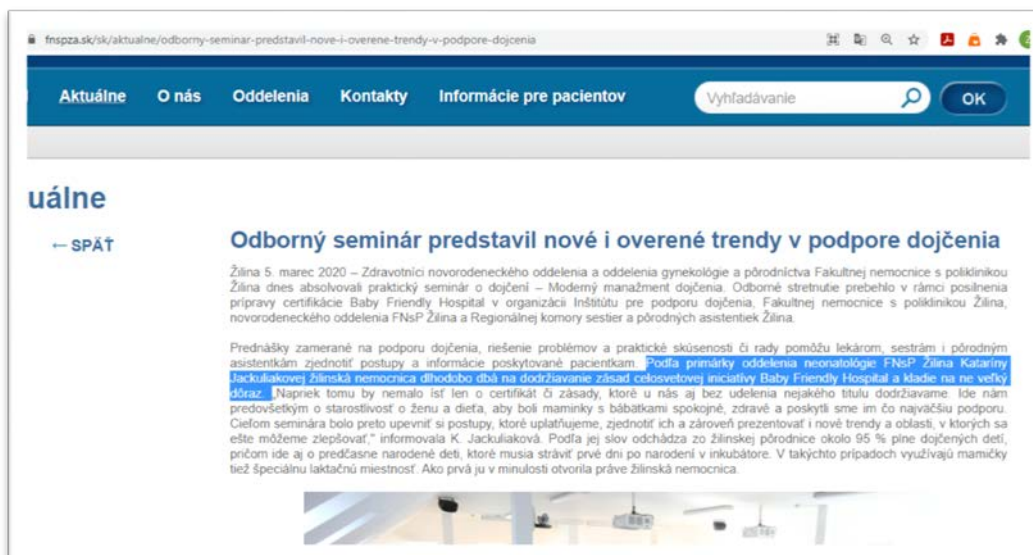 fnspza.sk/sk/aktualne/odborny-seminar-predstavil-nove-i-overene-trendy-v-podpore-dojcenia
Aktuálne O nás Oddelenia Kontakty Informácie pre pacientov Vyhľadávanie OK
uálne
← SPÄŤ
Odborný seminár predstavil nové i overené trendy v podpore dojčenia
Žilina 5. marec 2020 – Zdravotníci novorodeneckého oddelenia a oddelenia gynekológie a pôrodníctva Fakultnej nemocnice s poliklinikou
Žilina dnes absolvovali praktický seminár o dojčení – Moderný manažment dojčenia. Odborné stretnutie prebehlo v rámci posilnenia
prípravy certifikácie Baby Friendly Hospital v organizácii Inštitútu pre podporu dojčenia, Fakultnej nemocnice s poliklinikou Žilina,
novorodeneckého oddelenia FNsP Žilina a Regionálnej komory sestier a pôrodných asistentiek Žilina.
Prednášky zamerané na podporu dojčenia, riešenie problémov a praktické skúsenosti či rady pomôžu lekárom, sestrám i pôrodným
asistentkám zjednotiť postupy a informácie poskytované pacientkam. Podľa primárky oddelenia neonatológie FNsP Žilina Kataríny
Jackuliakovej žilinská nemocnica dlhodobo dbá na dodržiavanie zásad celosvetovej iniciatívy Baby Friendly Hospital a kladie na ne veľký
dôraz. „Napriek tomu by nemalo ísť len o certifikát či zásady, ktoré u nás aj bez udelenia nejakého titulu dodržiavame. Ide nám
predovšetkým o starostlivosť o ženu a dieťa, aby boli maminky s bábätkami spokojné, zdravé a poskytli sme im čo najväčšiu podporu.
Cieľom seminára bolo preto upevniť si postupy, ktoré uplatňujeme, zjednotiť ich a zároveň prezentovať i nové trendy a oblasti, v ktorých sa
ešte môžeme zlepšovať," informovala K. Jackuliaková. Podľa jej slov odchádza zo žilinskej pôrodnice okolo 95 % plne dojčených detí,
pričom ide aj o predčasne narodené deti, ktoré musia stráviť prvé dni po narodení v inkubátore. V takýchto prípadoch využívajú mamičky
tiež špeciálnu laktačnú miestnosť. Ako prvá ju v minulosti otvorila práve žilinská nemocnica.